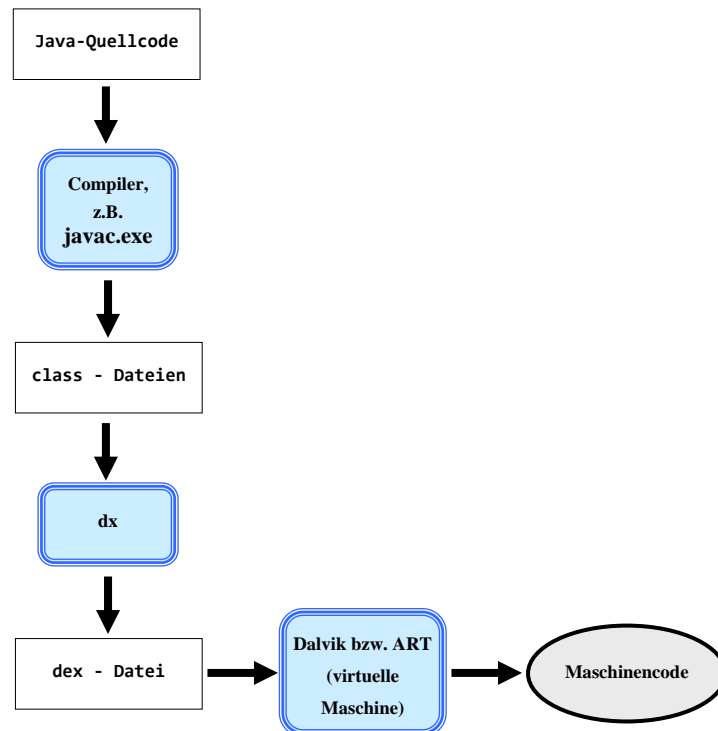 Java-Quellcode
Compiler,
z.B.
javac.exe
class - Dateien
dx
dex - Datei
Dalvik bzw. ART
(virtuelle
Maschine)
Maschinencode